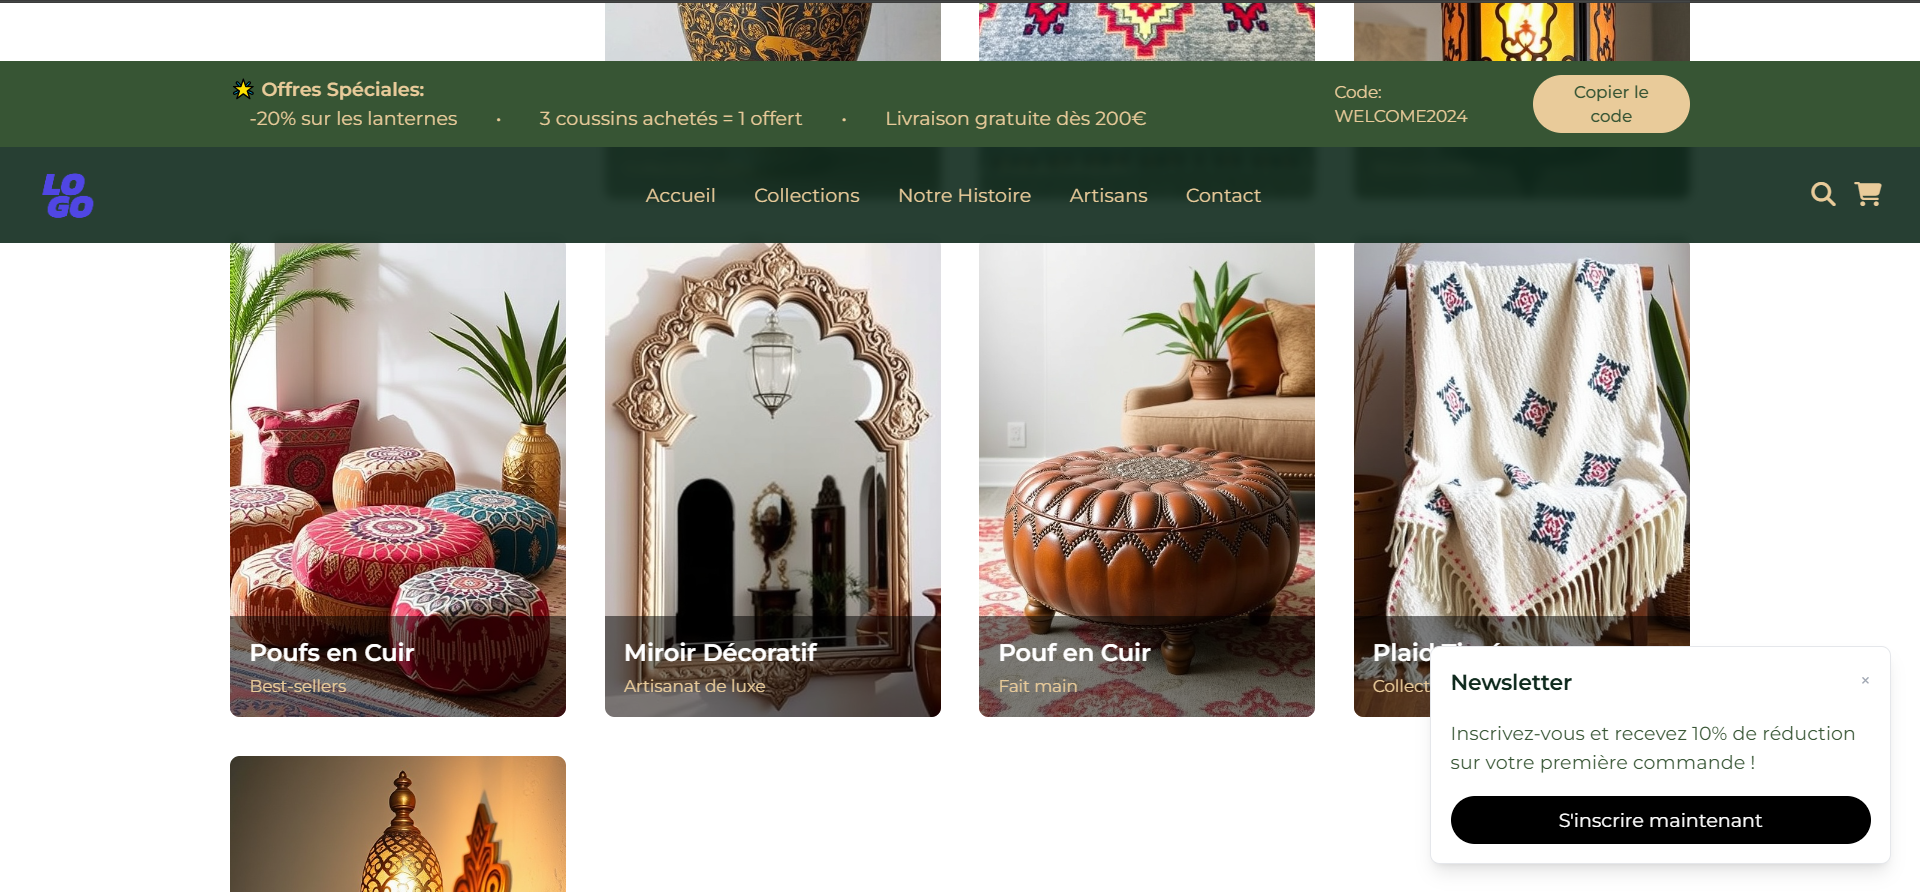 🌟 Offres Spéciales:
-20% sur les lanternes • 3 coussins achetés = 1 offert • Livraison gratuite dès 200€
Code:
WELCOME2024
Copier le
code
LO
GO
Accueil Collections Notre Histoire Artisans Contact
Poufs en Cuir
Best-sellers
Miroir Décoratif
Artisanat de luxe
Pouf en Cuir
Fait main
Plaid
Collect
Newsletter
×
Inscrivez-vous et recevez 10% de réduction
sur votre première commande !
S'inscrire maintenant